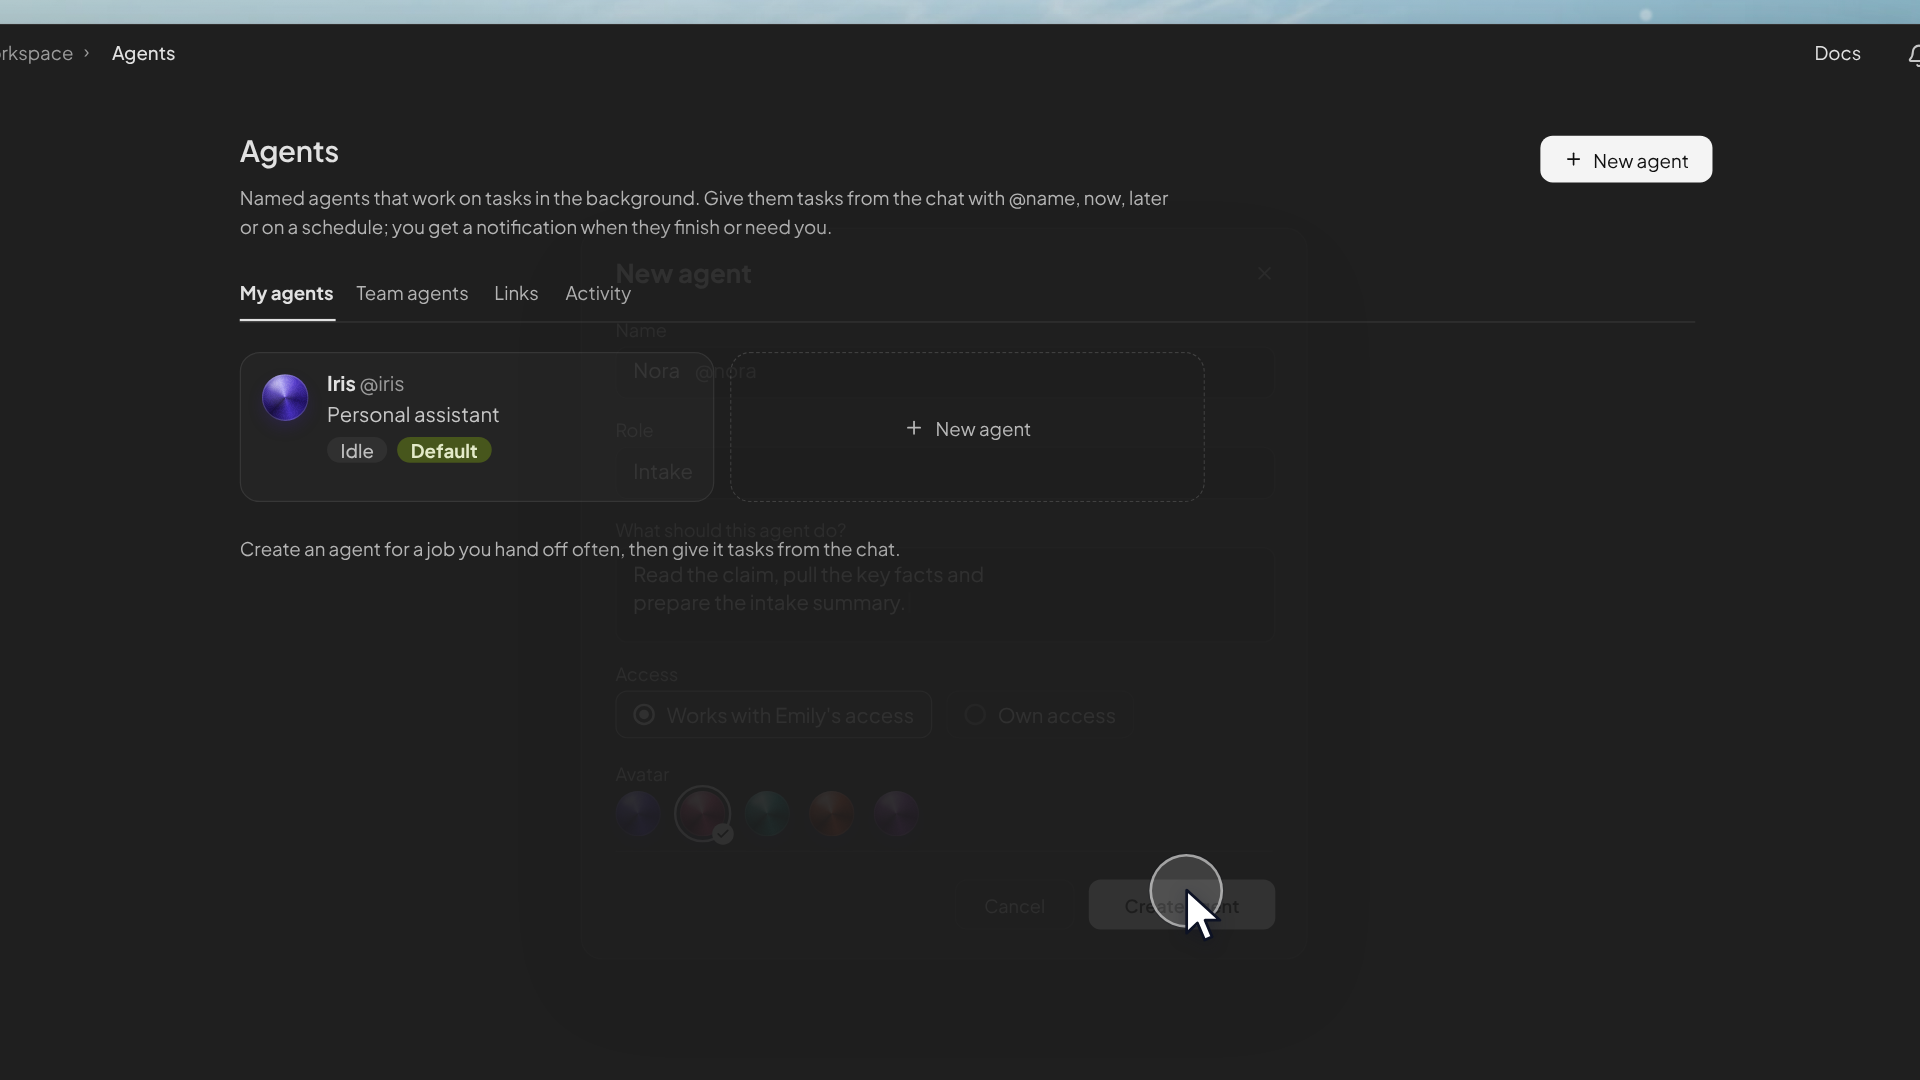 rkspace › Agents
Docs
Agents
+ New agent
Named agents that work on tasks in the background. Give them tasks from the chat with @name, now, later
or on a schedule; you get a notification when they finish or need you.
New agent
My agents
Team agents
Links
Activity
Name
Nora @nora
Iris @iris
Personal assistant
Idle
Default
+ New agent
Role
Intake
What should this agent do?
Create an agent for a job you hand off often, then give it tasks from the chat.
Read the claim, pull the key facts and
prepare the intake summary.
Access
Works with Emily's access
Own access
Avatar
Cancel